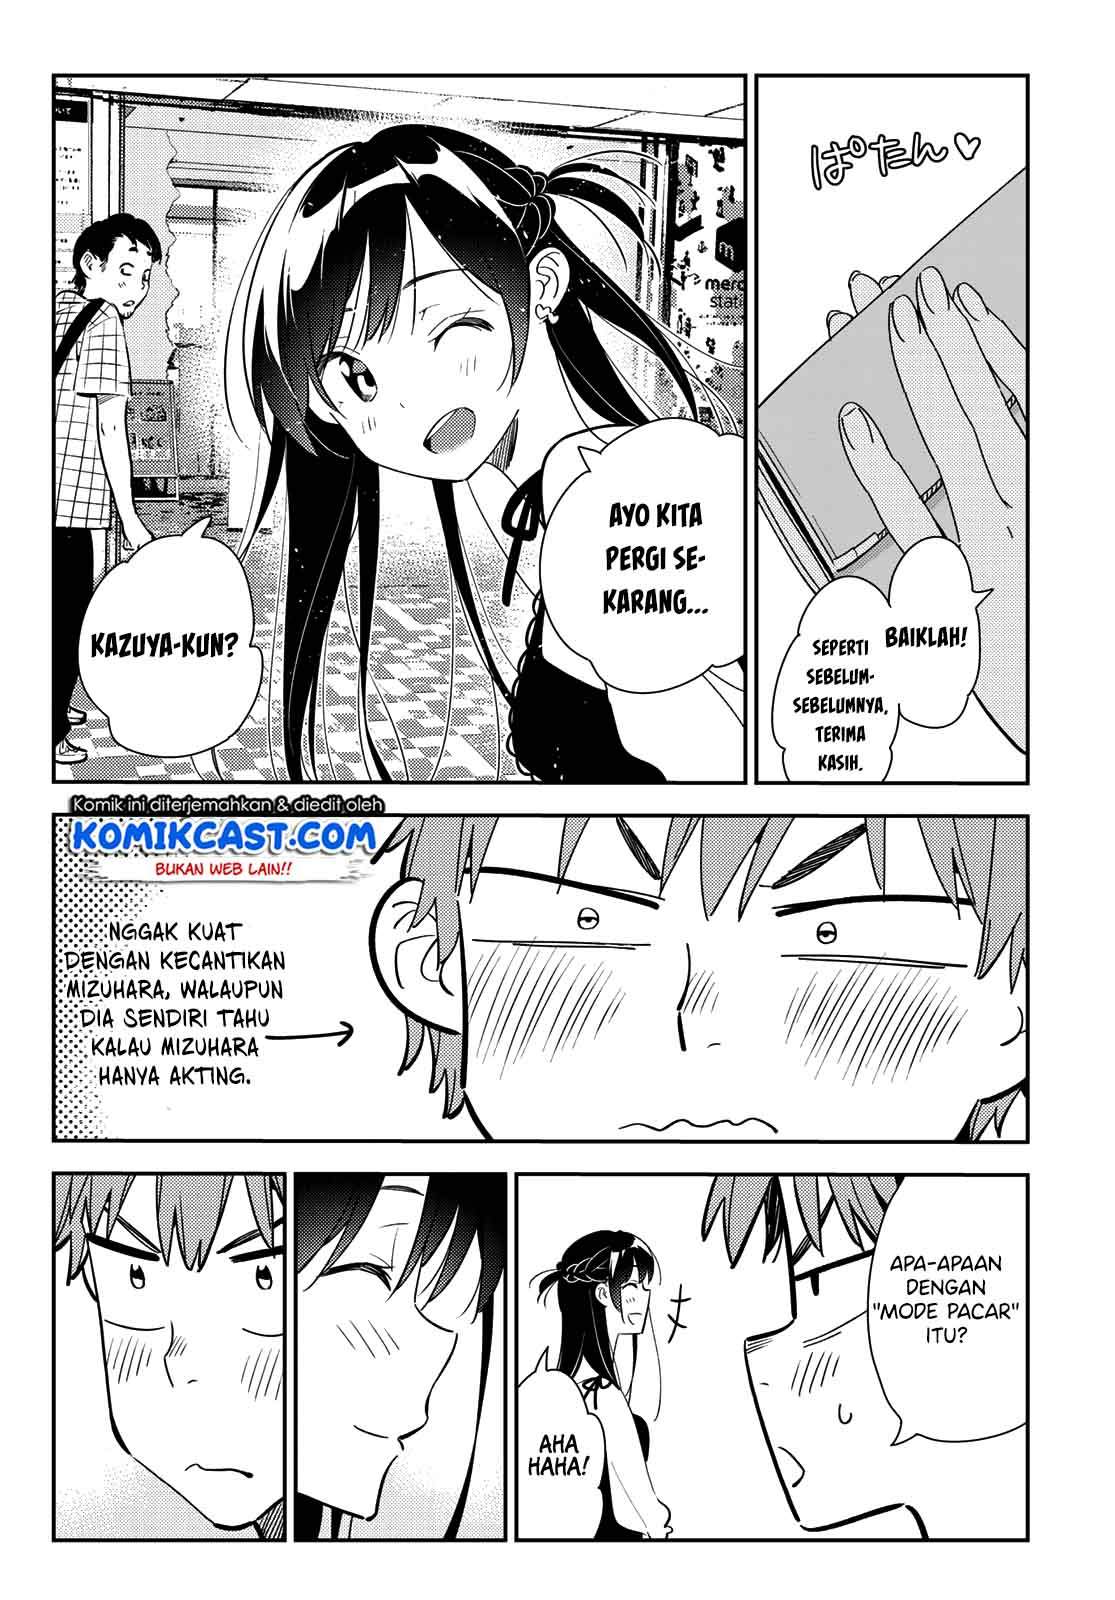 ぱたん♡
BAIKLAH!
SEPERTI
SEBELUM-
SEBELUMNYA,
TERIMA
KASIH.
AYO KITA
PERGI SE-
KARANG...
KAZUYA-KUN?
Komik ini diterjemahkan & diedit oleh
KOMIKCAST.COM
BUKAN WEB LAIN!!
NGGAK KUAT
DENGAN KECANTIKAN
MIZUHARA, WALAUPUN
DIA SENDIRI TAHU
KALAU MIZUHARA
HANYA AKTING.
APA-APAAN
DENGAN
"MODE PACAR"
ITU?
AHA
HAHA!